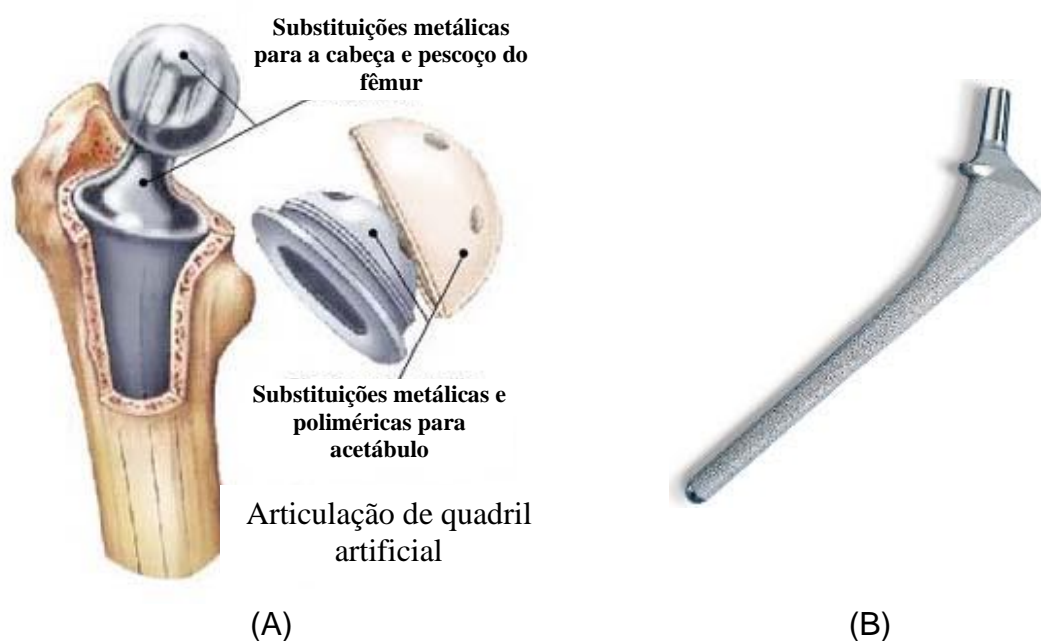 Substituições metálicas
para a cabeça e pescoço do
fêmur
Substituições metálicas e
poliméricas para
acetábulo
Articulação de quadril
artificial
(A)
(B)